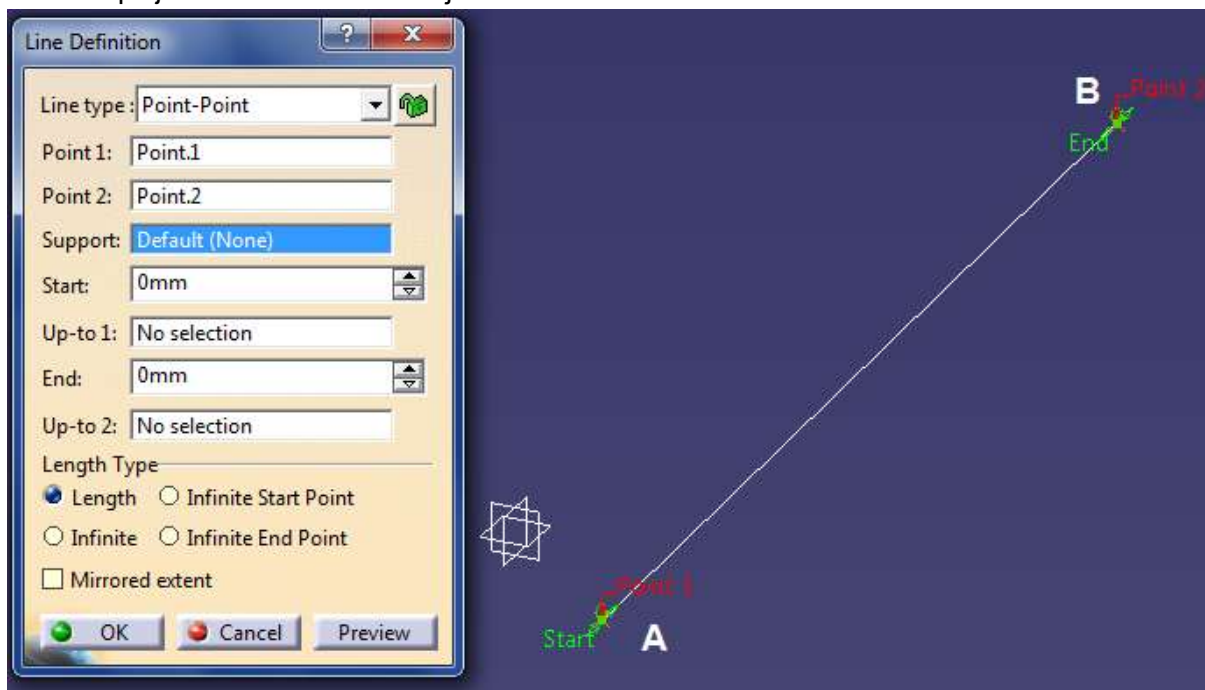 Line Definition
Line type : Point-Point
Point 1: Point.1
Point 2: Point.2
Support: Default (None)
Start: 0mm
Up-to 1: No selection
End: 0mm
Up-to 2: No selection
Length Type
Length Infinite Start Point
Infinite Infinite End Point
Mirrored extent
OK Cancel Preview
B Point 2
End
Point 1
Start A